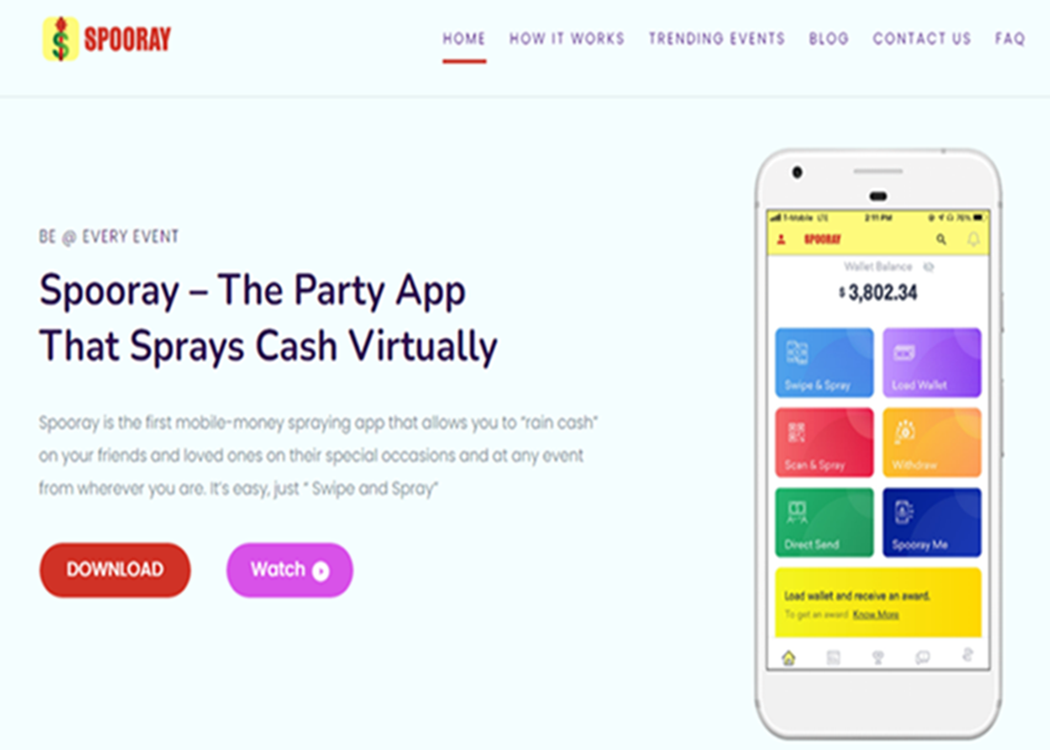 SPOORAY
HOME HOW IT WORKS TRENDING EVENTS BLOG CONTACT US FAQ
BE @ EVERY EVENT
Spooray – The Party App
That Sprays Cash Virtually
Spooray is the first mobile-money spraying app that allows you to “rain cash”
on your friends and loved ones on their special occasions and at any event
from wherever you are. It's easy, just “ Swipe and Spray”
DOWNLOAD Watch
T-Mobile LTE 2:11 PM 76%
SPOORAY
Wallet Balance
$ 3,802.34
Swipe & Spray Load Wallet
Scan & Spray Withdraw
Direct Send Spooray Me
Load wallet and receive an award.
To get an award Know More